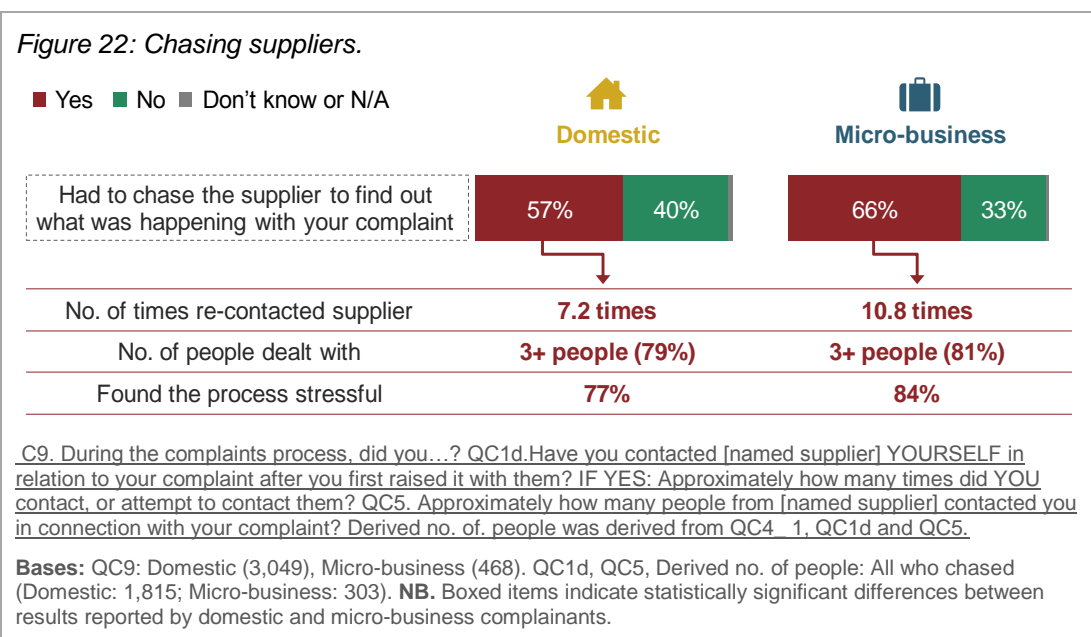 Figure 22: Chasing suppliers.
Yes No Don't know or N/A
Domestic
Micro-business
Had to chase the supplier to find out
what was happening with your complaint
57% 40% 66% 33%
No. of times re-contacted supplier 7.2 times 10.8 times
No. of people dealt with 3+ people (79%) 3+ people (81%)
Found the process stressful 77% 84%
C9. During the complaints process, did you…? QC1d.Have you contacted [named supplier] YOURSELF in
relation to your complaint after you first raised it with them? IF YES: Approximately how many times did YOU
contact, or attempt to contact them? QC5. Approximately how many people from [named supplier] contacted you
in connection with your complaint? Derived no. of. people was derived from QC4_ 1, QC1d and QC5.
Bases: QC9: Domestic (3,049), Micro-business (468). QC1d, QC5, Derived no. of people: All who chased
(Domestic: 1,815; Micro-business: 303). NB. Boxed items indicate statistically significant differences between
results reported by domestic and micro-business complainants.